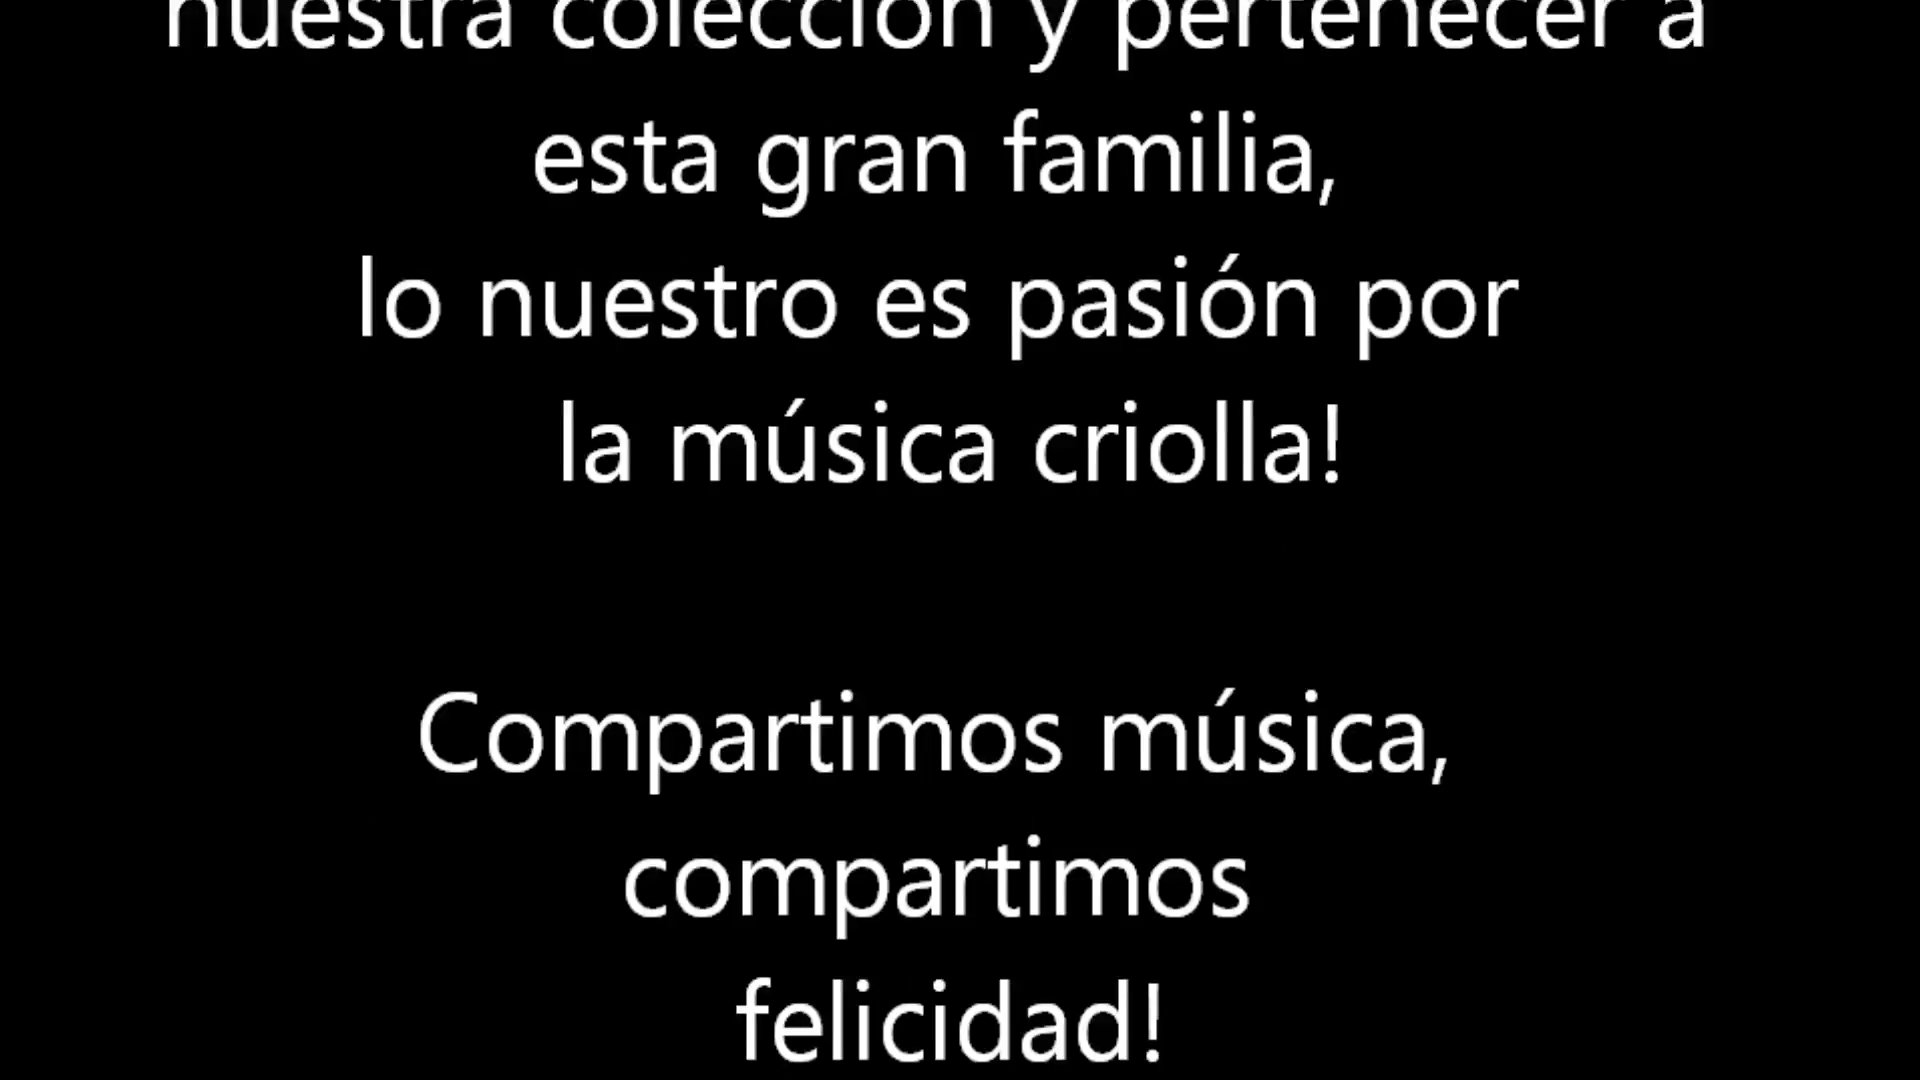 nuestra colección y pertenecer a
esta gran familia,
lo nuestro es pasión por
la música criolla!
Compartimos música,
compartimos
felicidad!